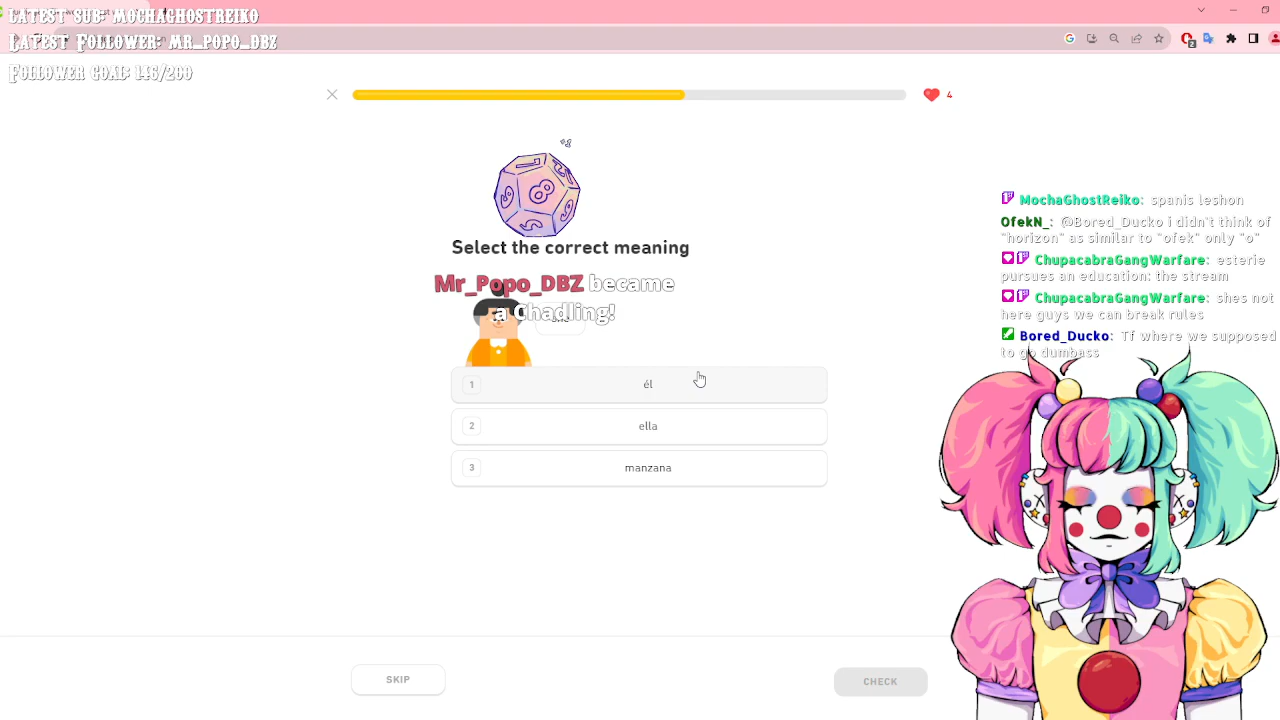 LATEST SUB: MOCHAGHOSTREIKO
LATEST FOLLOWER: MR_POPO_DBZ
FOLLOWER GOAL: 146/200
4
Select the correct meaning
Mr_Popo_DBZ became
a Chadling!
1 él
2 ella
3 manzana
SKIP
CHECK
MochaGhostReiko: spanis leshon
OfekN_: @Bored_Ducko i didn't think of
"horizon" as similar to "ofek" only "o"
ChupacabraGangWarfare: esterie
pursues an education: the stream
ChupacabraGangWarfare: shes not
here guys we can break rules
Bored_Ducko: Tf where we supposed
to go dumbass